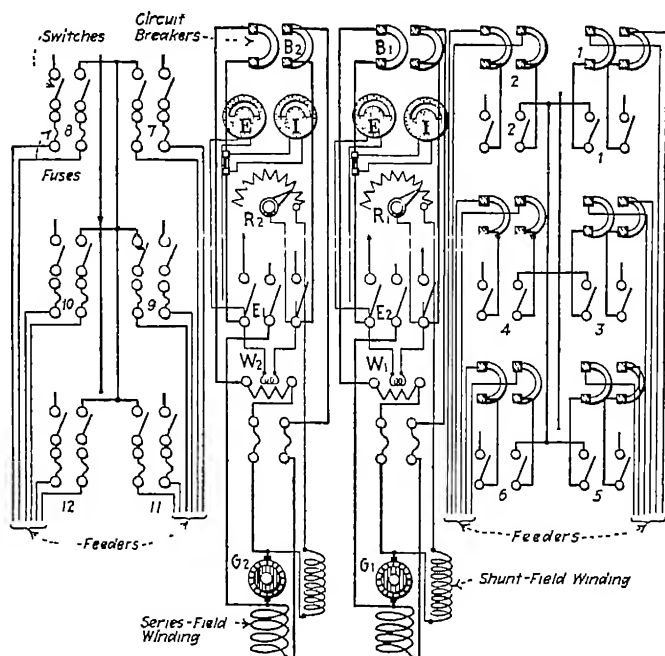 Switches
Circuit
Breakers
B2
B1
1
2
E
I
E
I
8
7
2
1
Fuses
R2
R1
10
9
E1
E2
4
3
W2
W1
12
11
6
5
Feeders
Feeders
G2
G1
Shunt-Field Winding
Series-Field
Winding